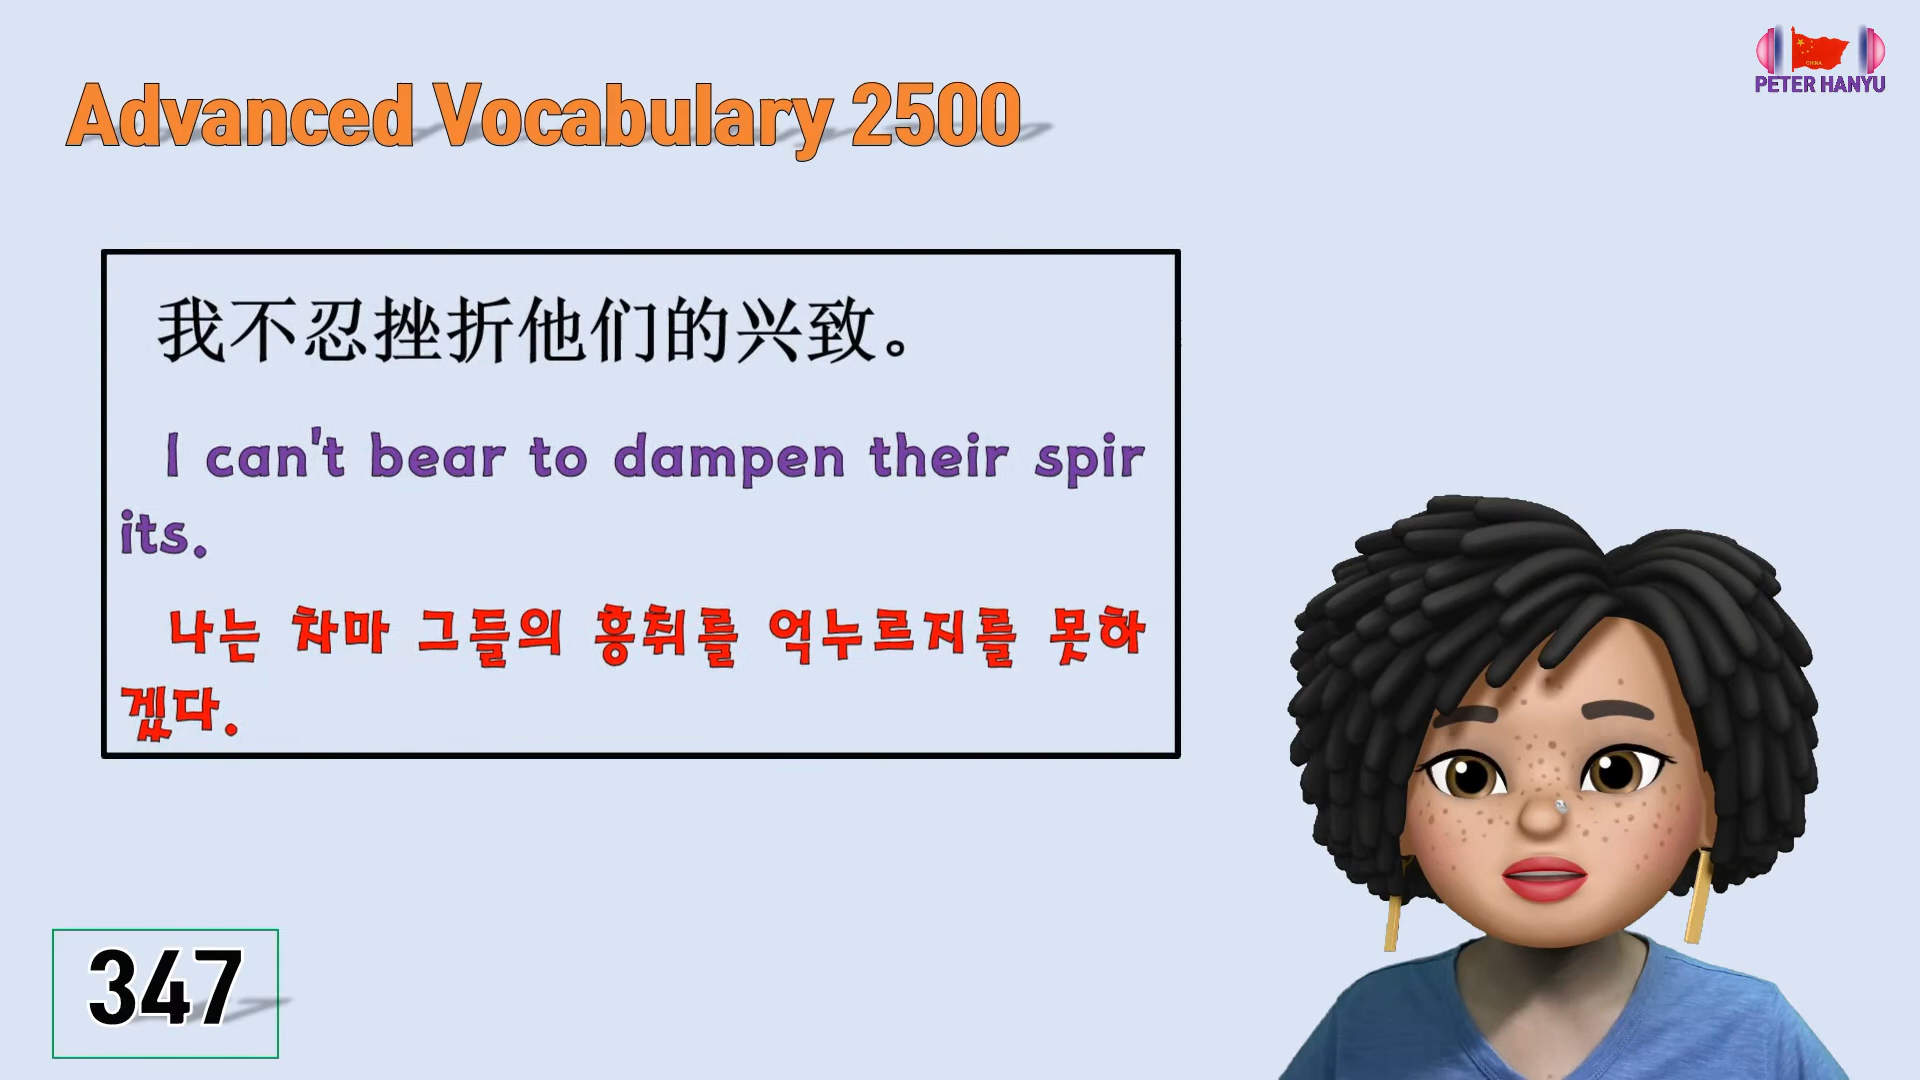 PETER HANYU
Advanced Vocabulary 2500
我不忍挫折他们的兴致。
I can't bear to dampen their spir
its.
나는 차마 그들의 흥취를 억누르지를 못하
겠다.
347